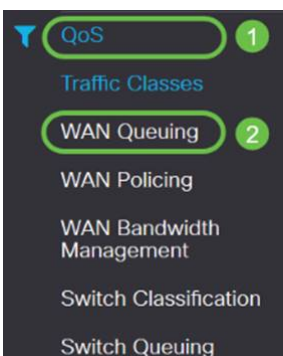 QoS 1
Traffic Classes
WAN Queuing 2
WAN Policing
WAN Bandwidth
Management
Switch Classification
Switch Queuing